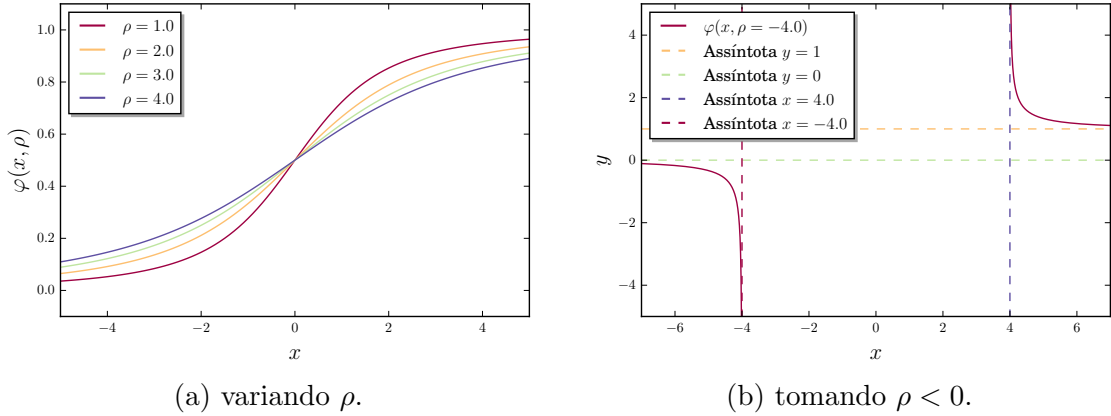 1.0
0.8
0.6
0.4
0.2
0.0
φ(x, ρ)
ρ = 1.0
ρ = 2.0
ρ = 3.0
ρ = 4.0
−4
−2
0
2
4
x
(a) variando ρ.
4
2
0
−2
−4
y
φ(x, ρ = −4.0)
Assíntota y = 1
Assíntota y = 0
Assíntota x = 4.0
Assíntota x = −4.0
−6
−4
−2
0
2
4
6
x
(b) tomando ρ < 0.